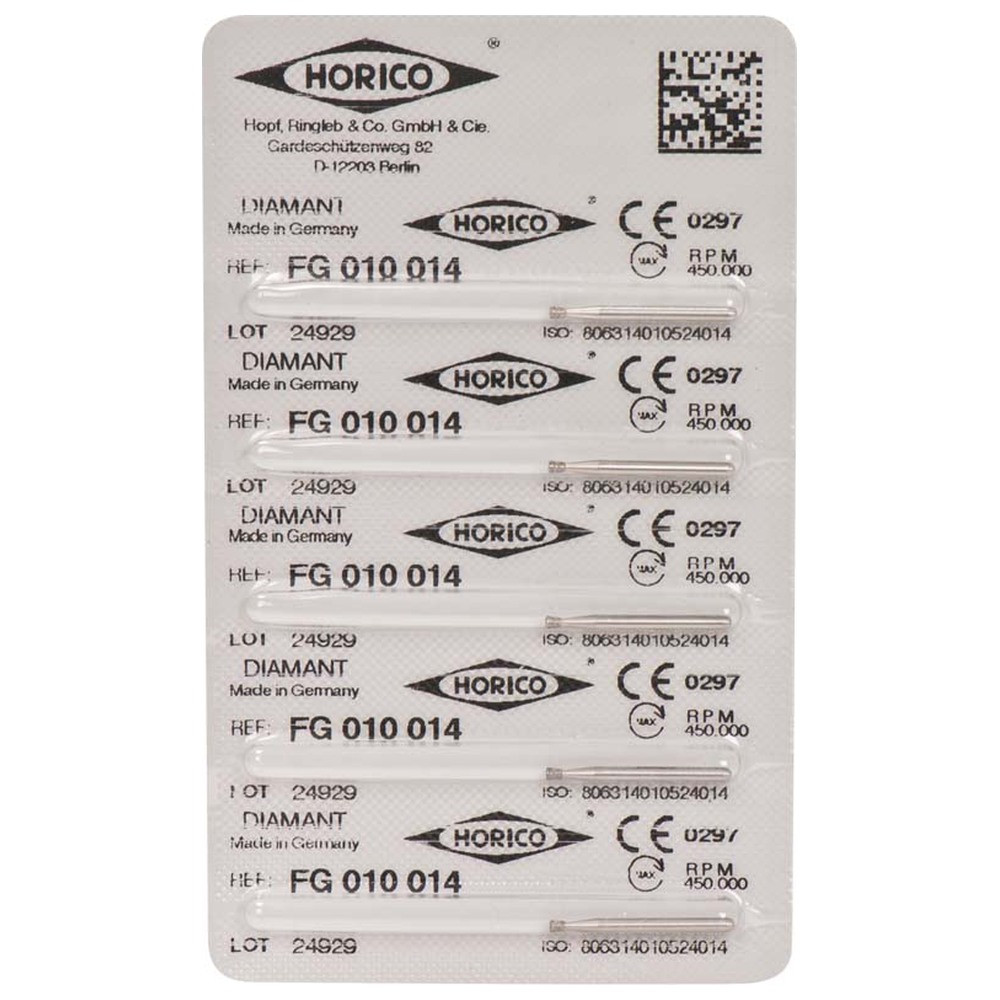 HORICO ®
Hopf, Ringleb & Co. GmbH & Cie.
Gardeschützenweg 82
D-12203 Berlin
DIAMANT HORICO ® CE 0297
Made in Germany
MAX RPM
REF: FG 010 014 450.000
LOT 24929 ISO: 806314010524014
DIAMANT HORICO ® CE 0297
Made in Germany
MAX RPM
REF: FG 010 014 450.000
LOT 24929 ISO: 806314010524014
DIAMANT HORICO ® CE 0297
Made in Germany
MAX RPM
REF: FG 010 014 450.000
LOT 24929 ISO: 806314010524014
DIAMANT HORICO ® CE 0297
Made in Germany
MAX RPM
REF: FG 010 014 450.000
LOT 24929 ISO: 806314010524014
DIAMANT HORICO ® CE 0297
Made in Germany
MAX RPM
REF: FG 010 014 450.000
LOT 24929 ISO: 806314010524014